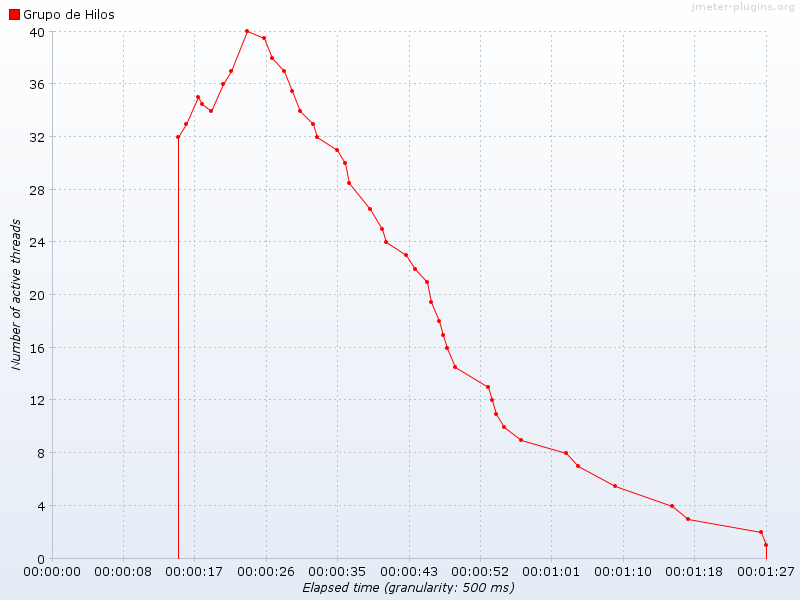 jmeter-plugins.org
Grupo de Hilos
40
36
32
28
24
20
16
12
8
4
0
Number of active threads
00:00:00 00:00:08 00:00:17 00:00:26 00:00:35 00:00:43 00:00:52 00:01:01 00:01:10 00:01:18 00:01:27
Elapsed time (granularity: 500 ms)